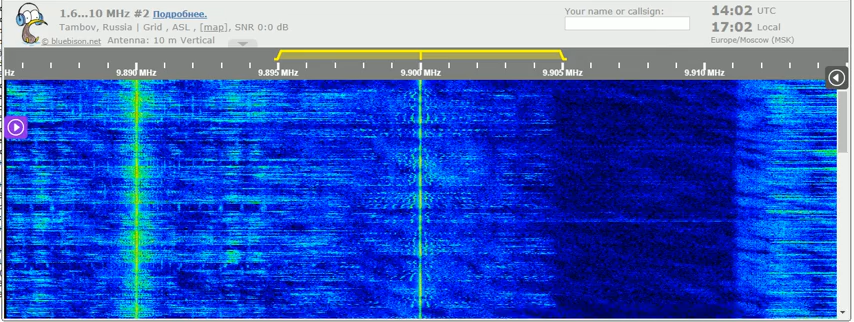 1.6...10 MHz #2 Подробнее.
Tambov, Russia | Grid , ASL , [map], SNR 0:0 dB
© bluebison.net Antenna: 10 m Vertical
Your name or callsign:
14:02 UTC
17:02 Local
Europe/Moscow (MSK)
Hz 9.890 MHz 9.895 MHz 9.900 MHz 9.905 MHz 9.910 MHz